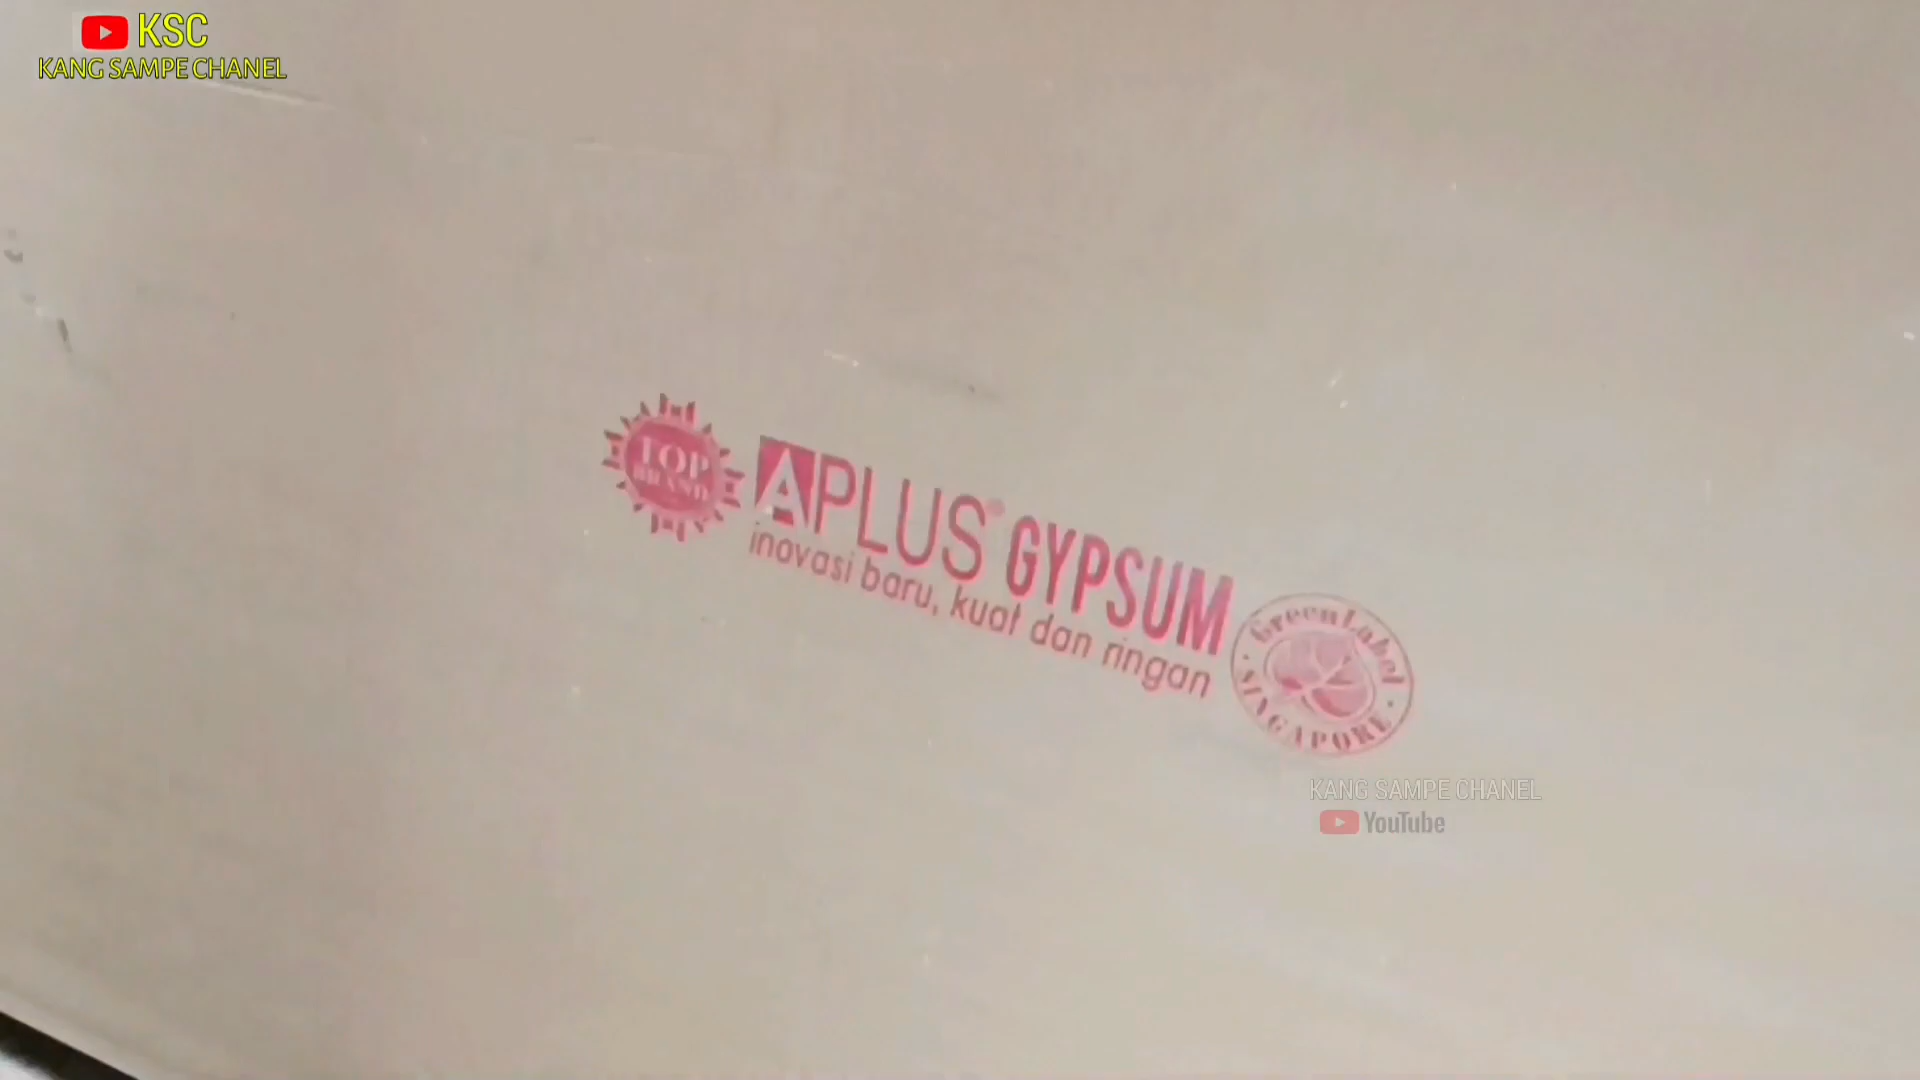 KSC
KANG SAMPE CHANEL
TOP
BRAND
APLUS® GYPSUM
inovasi baru, kuat dan ringan
Green Label
SINGAPORE
KANG SAMPE CHANEL
YouTube